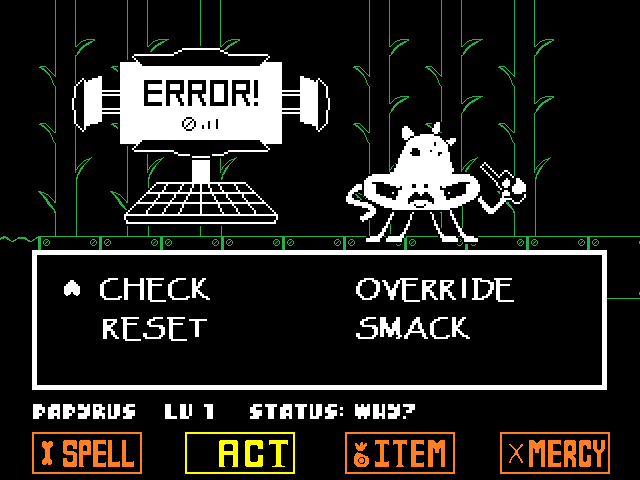 ERROR!
CHECK OVERRIDE
RESET SMACK
PAPYRUS LV 1 STATUS: WHY?
SPELL ACT ITEM MERCY